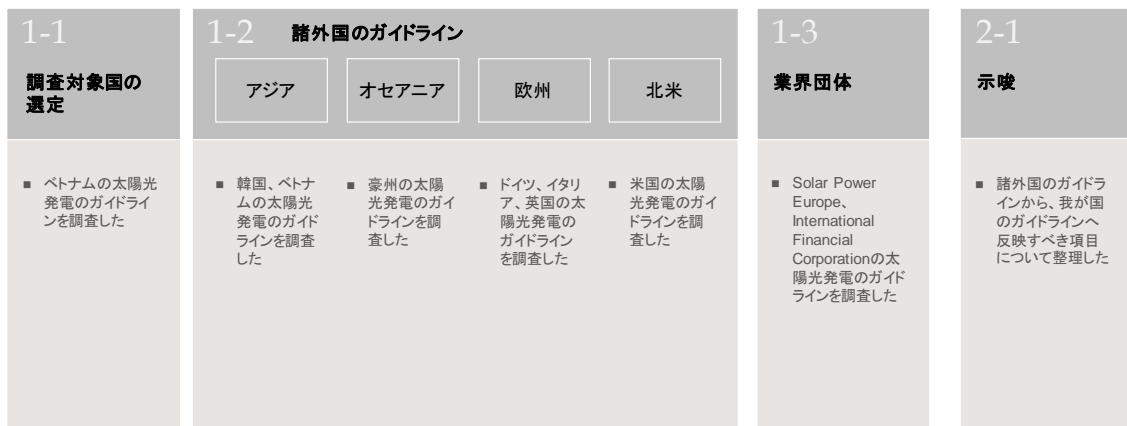 1-1
調査対象国の
選定
■ ベトナムの太陽光
発電のガイドライ
ンを調査した
1-2 諸外国のガイドライン
アジア
■ 韓国、ベトナ
ムの太陽光
発電のガイド
ラインを調査
した
オセアニア
■ 豪州の太陽
光発電のガイ
ドラインを調
査した
欧州
■ ドイツ、イタリ
ア、英国の太
陽光発電の
ガイドライン
を調査した
北米
■ 米国の太陽
光発電のガイ
ドラインを調
査した
1-3
業界団体
■ Solar Power
Europe、
International
Financial
Corporationの太
陽光発電のガイド
ラインを調査した
2-1
示唆
■ 諸外国のガイドラ
インから、我が国
のガイドラインへ
反映すべき項目
について整理した